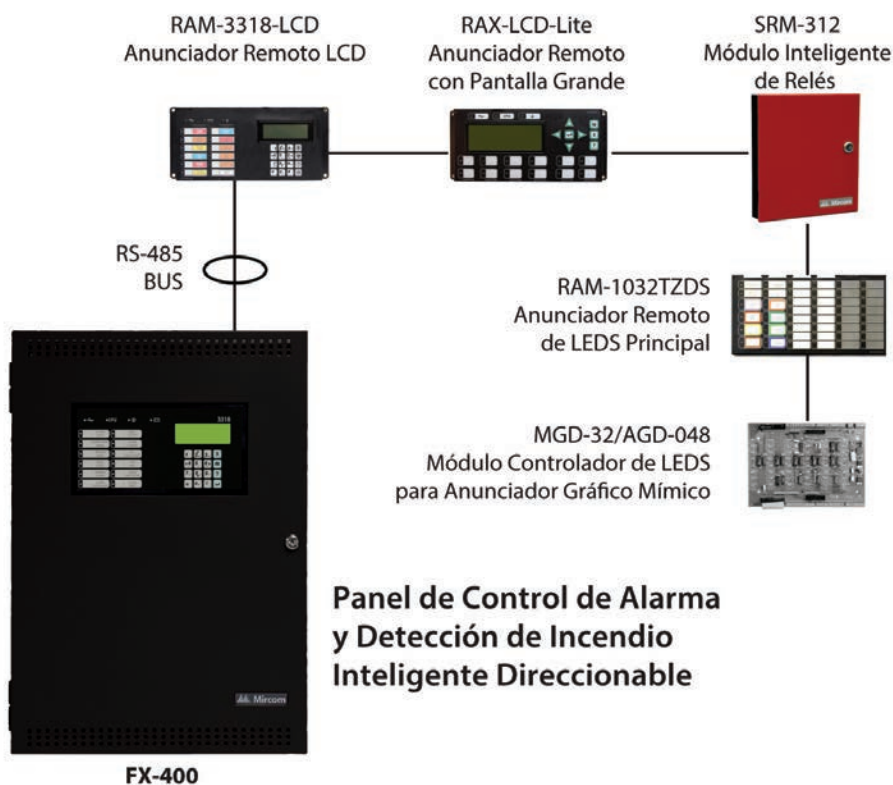 RAM-3318-LCD
Anunciador Remoto LCD
RAX-LCD-Lite
Anunciador Remoto
con Pantalla Grande
SRM-312
Módulo Inteligente
de Relés
Mircom
RS-485
BUS
RAM-1032TZDS
Anunciador Remoto
de LEDS Principal
MGD-32/AGD-048
Módulo Controlador de LEDS
para Anunciador Gráfico Mímico
Panel de Control de Alarma
y Detección de Incendio
Inteligente Direccionable
Mircom
FX-400